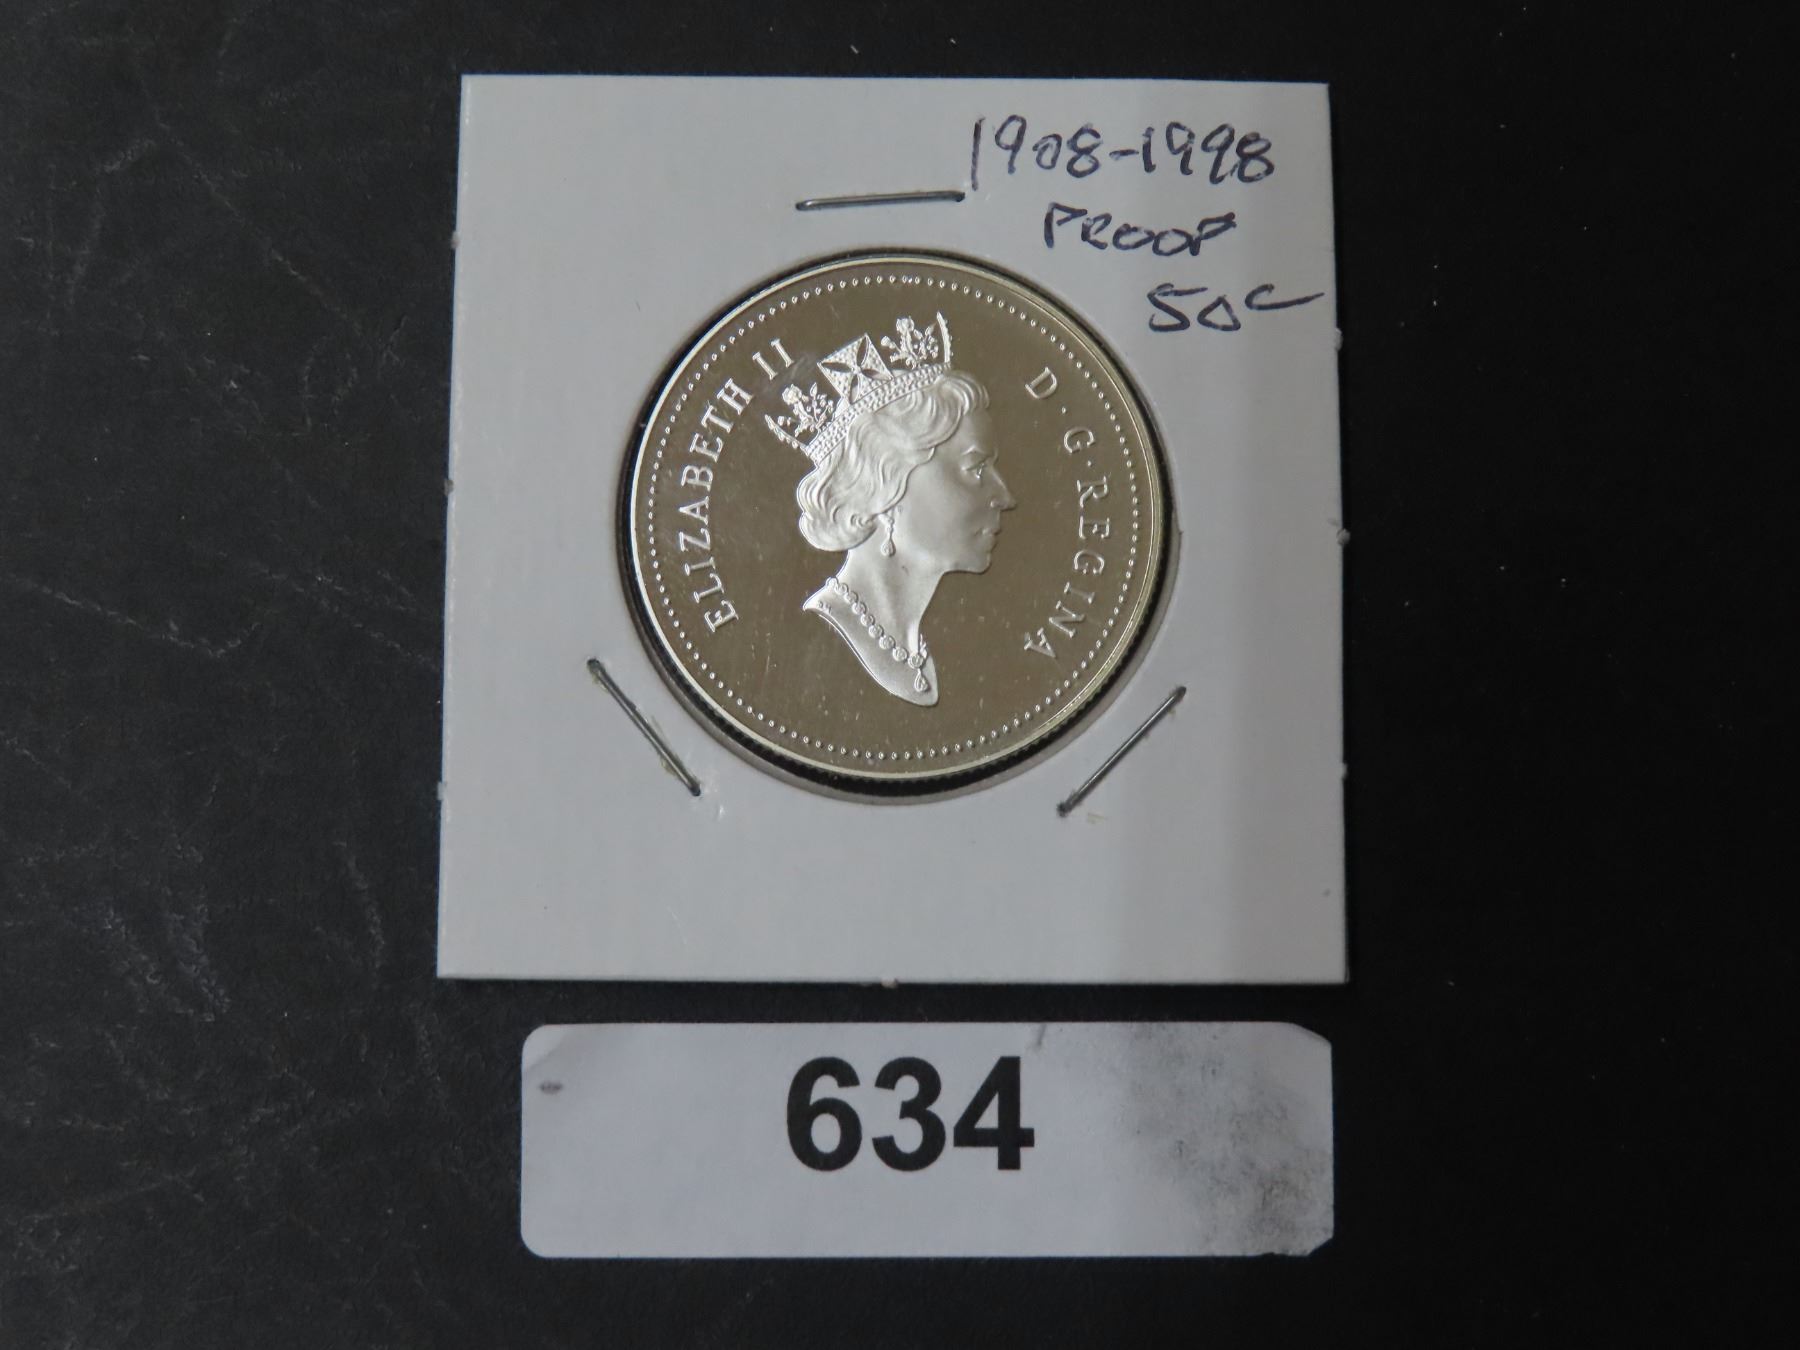 1908-1998
PROOF
50¢
ELIZABETH II D·G·REGINA
634